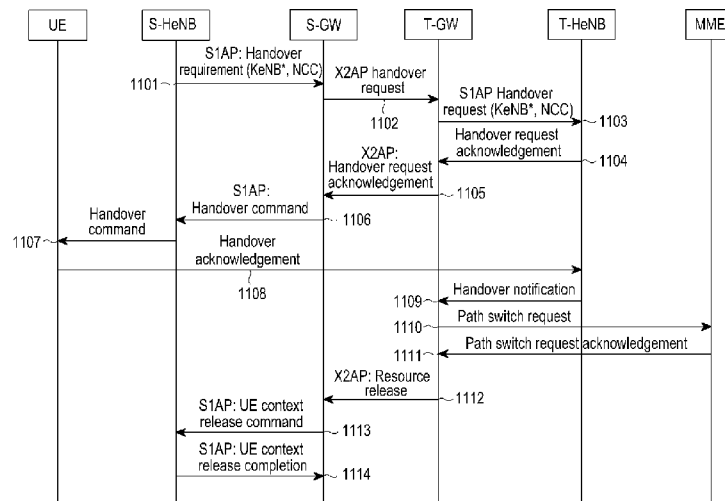 UE
S-HeNB
S-GW
T-GW
T-HeNB
MME
S1AP: Handover
requirement (KeNB*, NCC)
1101
X2AP handover
request
1102
S1AP Handover
request (KeNB*, NCC)
1103
Handover request
acknowledgement
1104
X2AP:
Handover request
acknowledgement
1105
S1AP:
Handover command
1106
Handover
command
1107
Handover
acknowledgement
1108
Handover notification
1109
Path switch request
1110
Path switch request acknowledgement
1111
X2AP: Resource
release
1112
S1AP: UE context
release command
1113
S1AP: UE context
release completion
1114